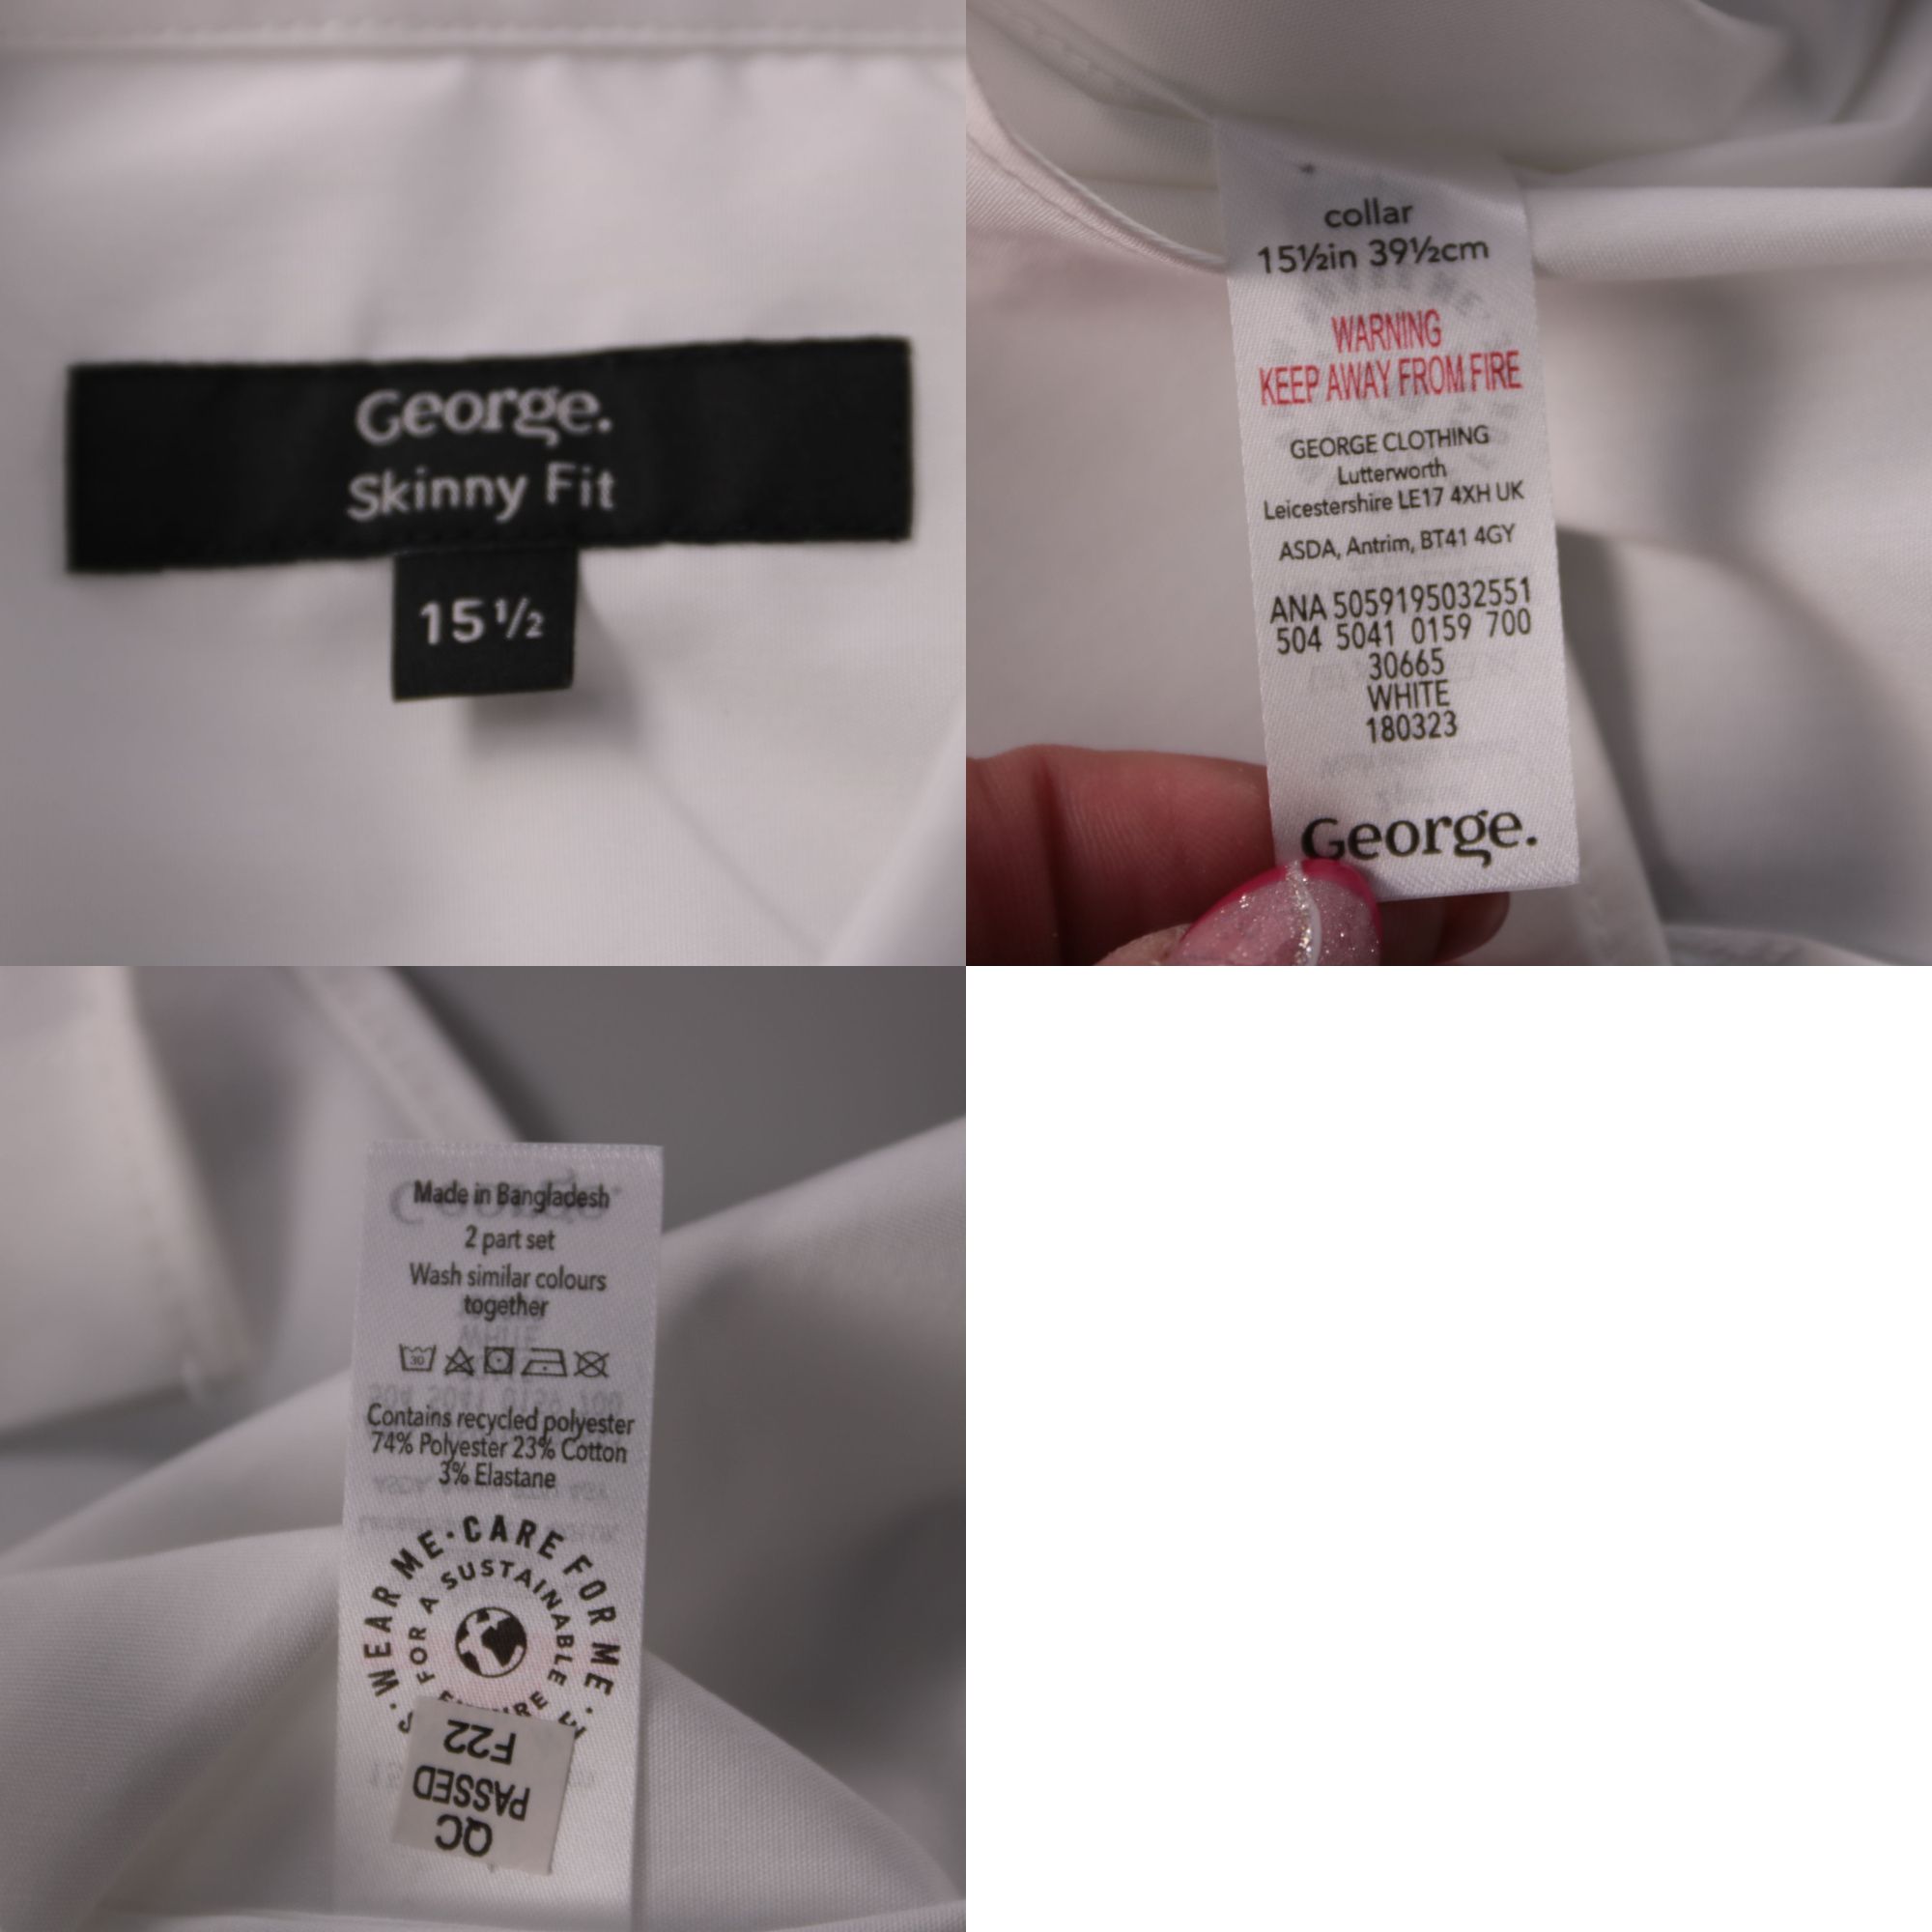 George.
Skinny Fit
15 1/2
collar
15½in 39½cm
WARNING
KEEP AWAY FROM FIRE
GEORGE CLOTHING
Lutterworth
Leicestershire LE17 4XH UK
ASDA, Antrim, BT41 4GY
ANA 5059195032551
504 5041 0159 700
30665
WHITE
180323
George.
Made in Bangladesh
2 part set
Wash similar colours
together
30
Contains recycled polyester
74% Polyester 23% Cotton
3% Elastane
WEAR ME · CARE FOR ME ·
FOR A SUSTAINABLE
QC
PASSED
F22